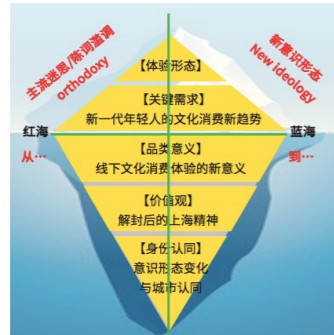 主流迷思/陈词滥调
orthodoxy
新意识形态
New ideology
【体验形态】
【关键需求】
新一代年轻人的文化消费新趋势
红海
蓝海
从…
到…
【品类意义】
线下文化消费体验的新意义
【价值观】
解封后的上海精神
【身份认同】
意识形态变化
与城市认同